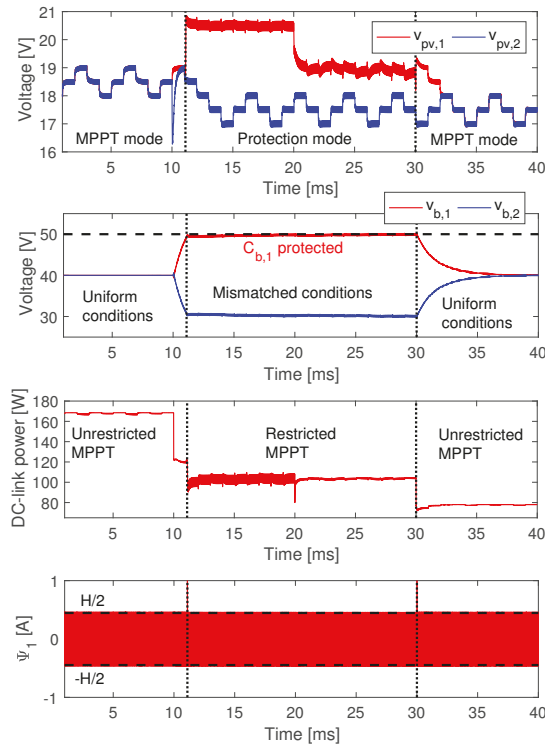 21
20
19
18
17
16
Voltage [V]
v_pv,1
v_pv,2
MPPT mode
Protection mode
MPPT mode
5 10 15 20 25 30 35 40
Time [ms]
50
40
30
Voltage [V]
v_b,1
v_b,2
C_b,1 protected
Uniform
conditions
Mismatched conditions
Uniform
conditions
5 10 15 20 25 30 35 40
Time [ms]
180
160
140
120
100
80
DC-link power [W]
Unrestricted
MPPT
Restricted
MPPT
Unrestricted
MPPT
5 10 15 20 25 30 35 40
Time [ms]
1
0
-1
Ψ_1 [A]
H/2
-H/2
5 10 15 20 25 30 35 40
Time [ms]